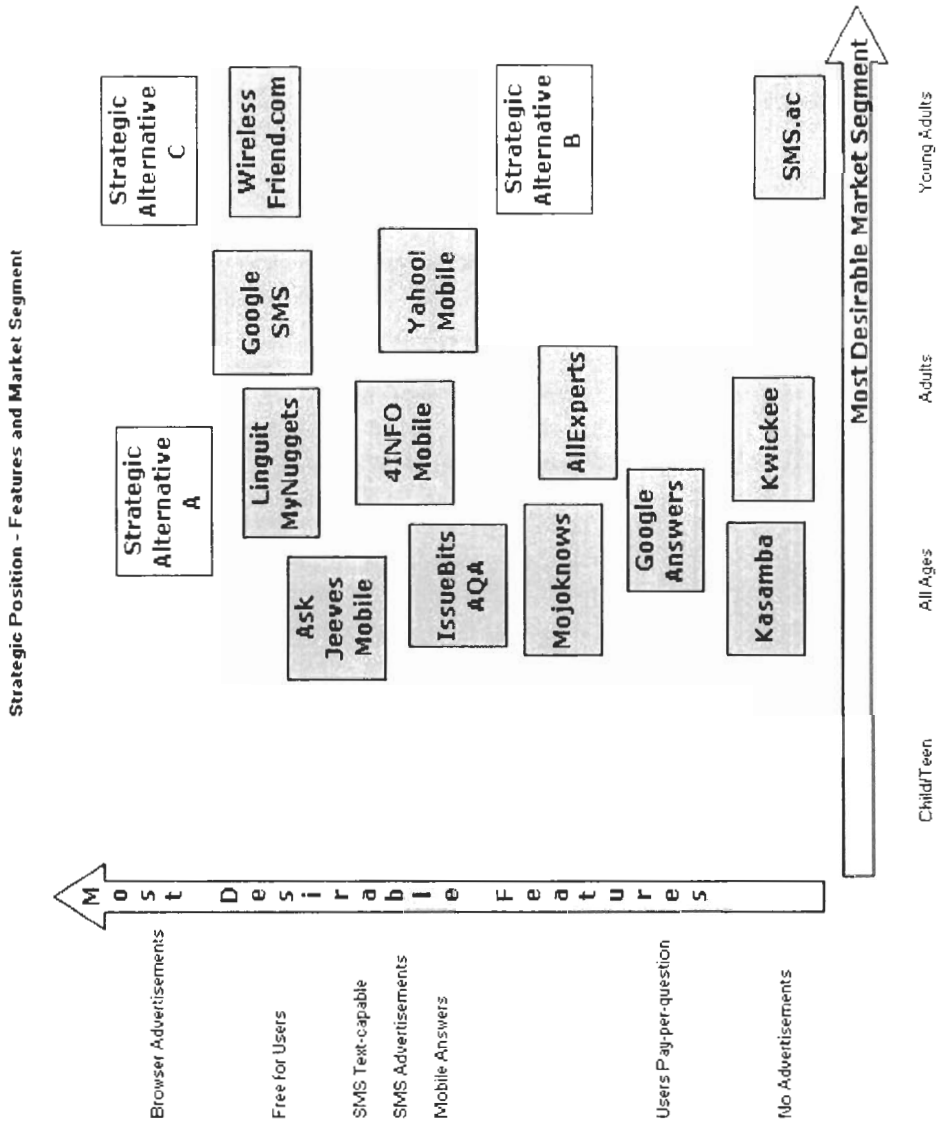 Strategic Position - Features and Market Segment
Browser Advertisements
Free for Users
SMS Text-capable
SMS Advertisements
Mobile Answers
Users Pay-per-question
No Advertisements
Most Desirable Features
Strategic
Alternative
A
Strategic
Alternative
C
Linguit
MyNuggets
Google
SMS
Wireless
Friend.com
Ask
Jeeves
Mobile
4INFO
Mobile
Yahoo!
Mobile
IssueBits
AQA
Strategic
Alternative
B
Mojoknows
AllExperts
Google
Answers
Kasamba
Kwickee
SMS.ac
Most Desirable Market Segment
Child/Teen
All Ages
Adults
Young Adults